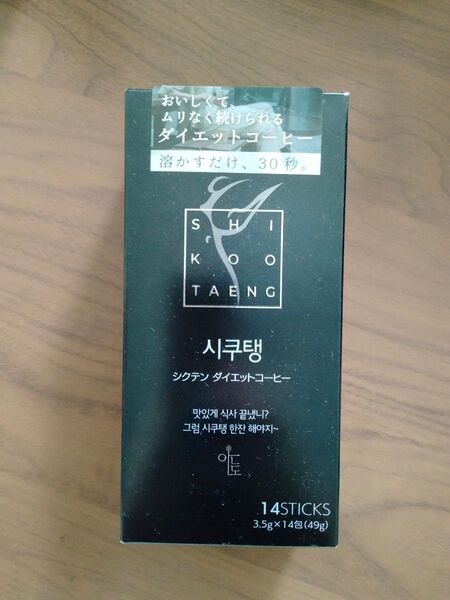 おいしくて、
ムリなく続けられる
ダイエットコーヒー
溶かすだけ、30秒。
SHI
KOO
TAENG
시쿠탱
シクテン ダイエットコーヒー
맛있게 식사 끝냈니?
그럼 시쿠탱 한잔 해야지~
14STICKS
3.5g×14包(49g)